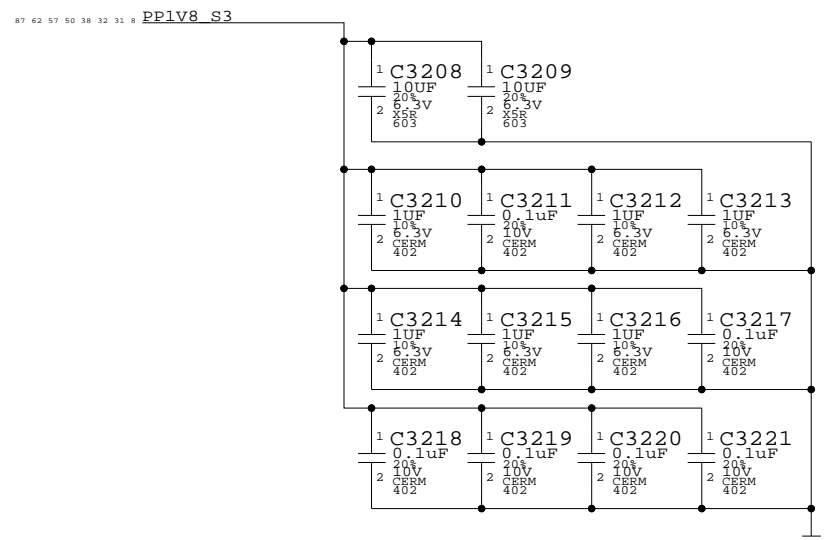 87 62 57 50 38 32 31 8 PP1V8_S3
1 C3208 1 C3209
10UF 10UF
20% 20%
6.3V 6.3V
2 X5R 2 X5R
603 603
1 C3210 1 C3211 1 C3212 1 C3213
1UF 0.1uF 1UF 1UF
10% 20% 10% 10%
6.3V 10V 6.3V 6.3V
2 CERM 2 CERM 2 CERM 2 CERM
402 402 402 402
1 C3214 1 C3215 1 C3216 1 C3217
1UF 1UF 1UF 0.1uF
10% 10% 10% 20%
6.3V 6.3V 6.3V 10V
2 CERM 2 CERM 2 CERM 2 CERM
402 402 402 402
1 C3218 1 C3219 1 C3220 1 C3221
0.1uF 0.1uF 0.1uF 0.1uF
20% 20% 20% 20%
10V 10V 10V 10V
2 CERM 2 CERM 2 CERM 2 CERM
402 402 402 402